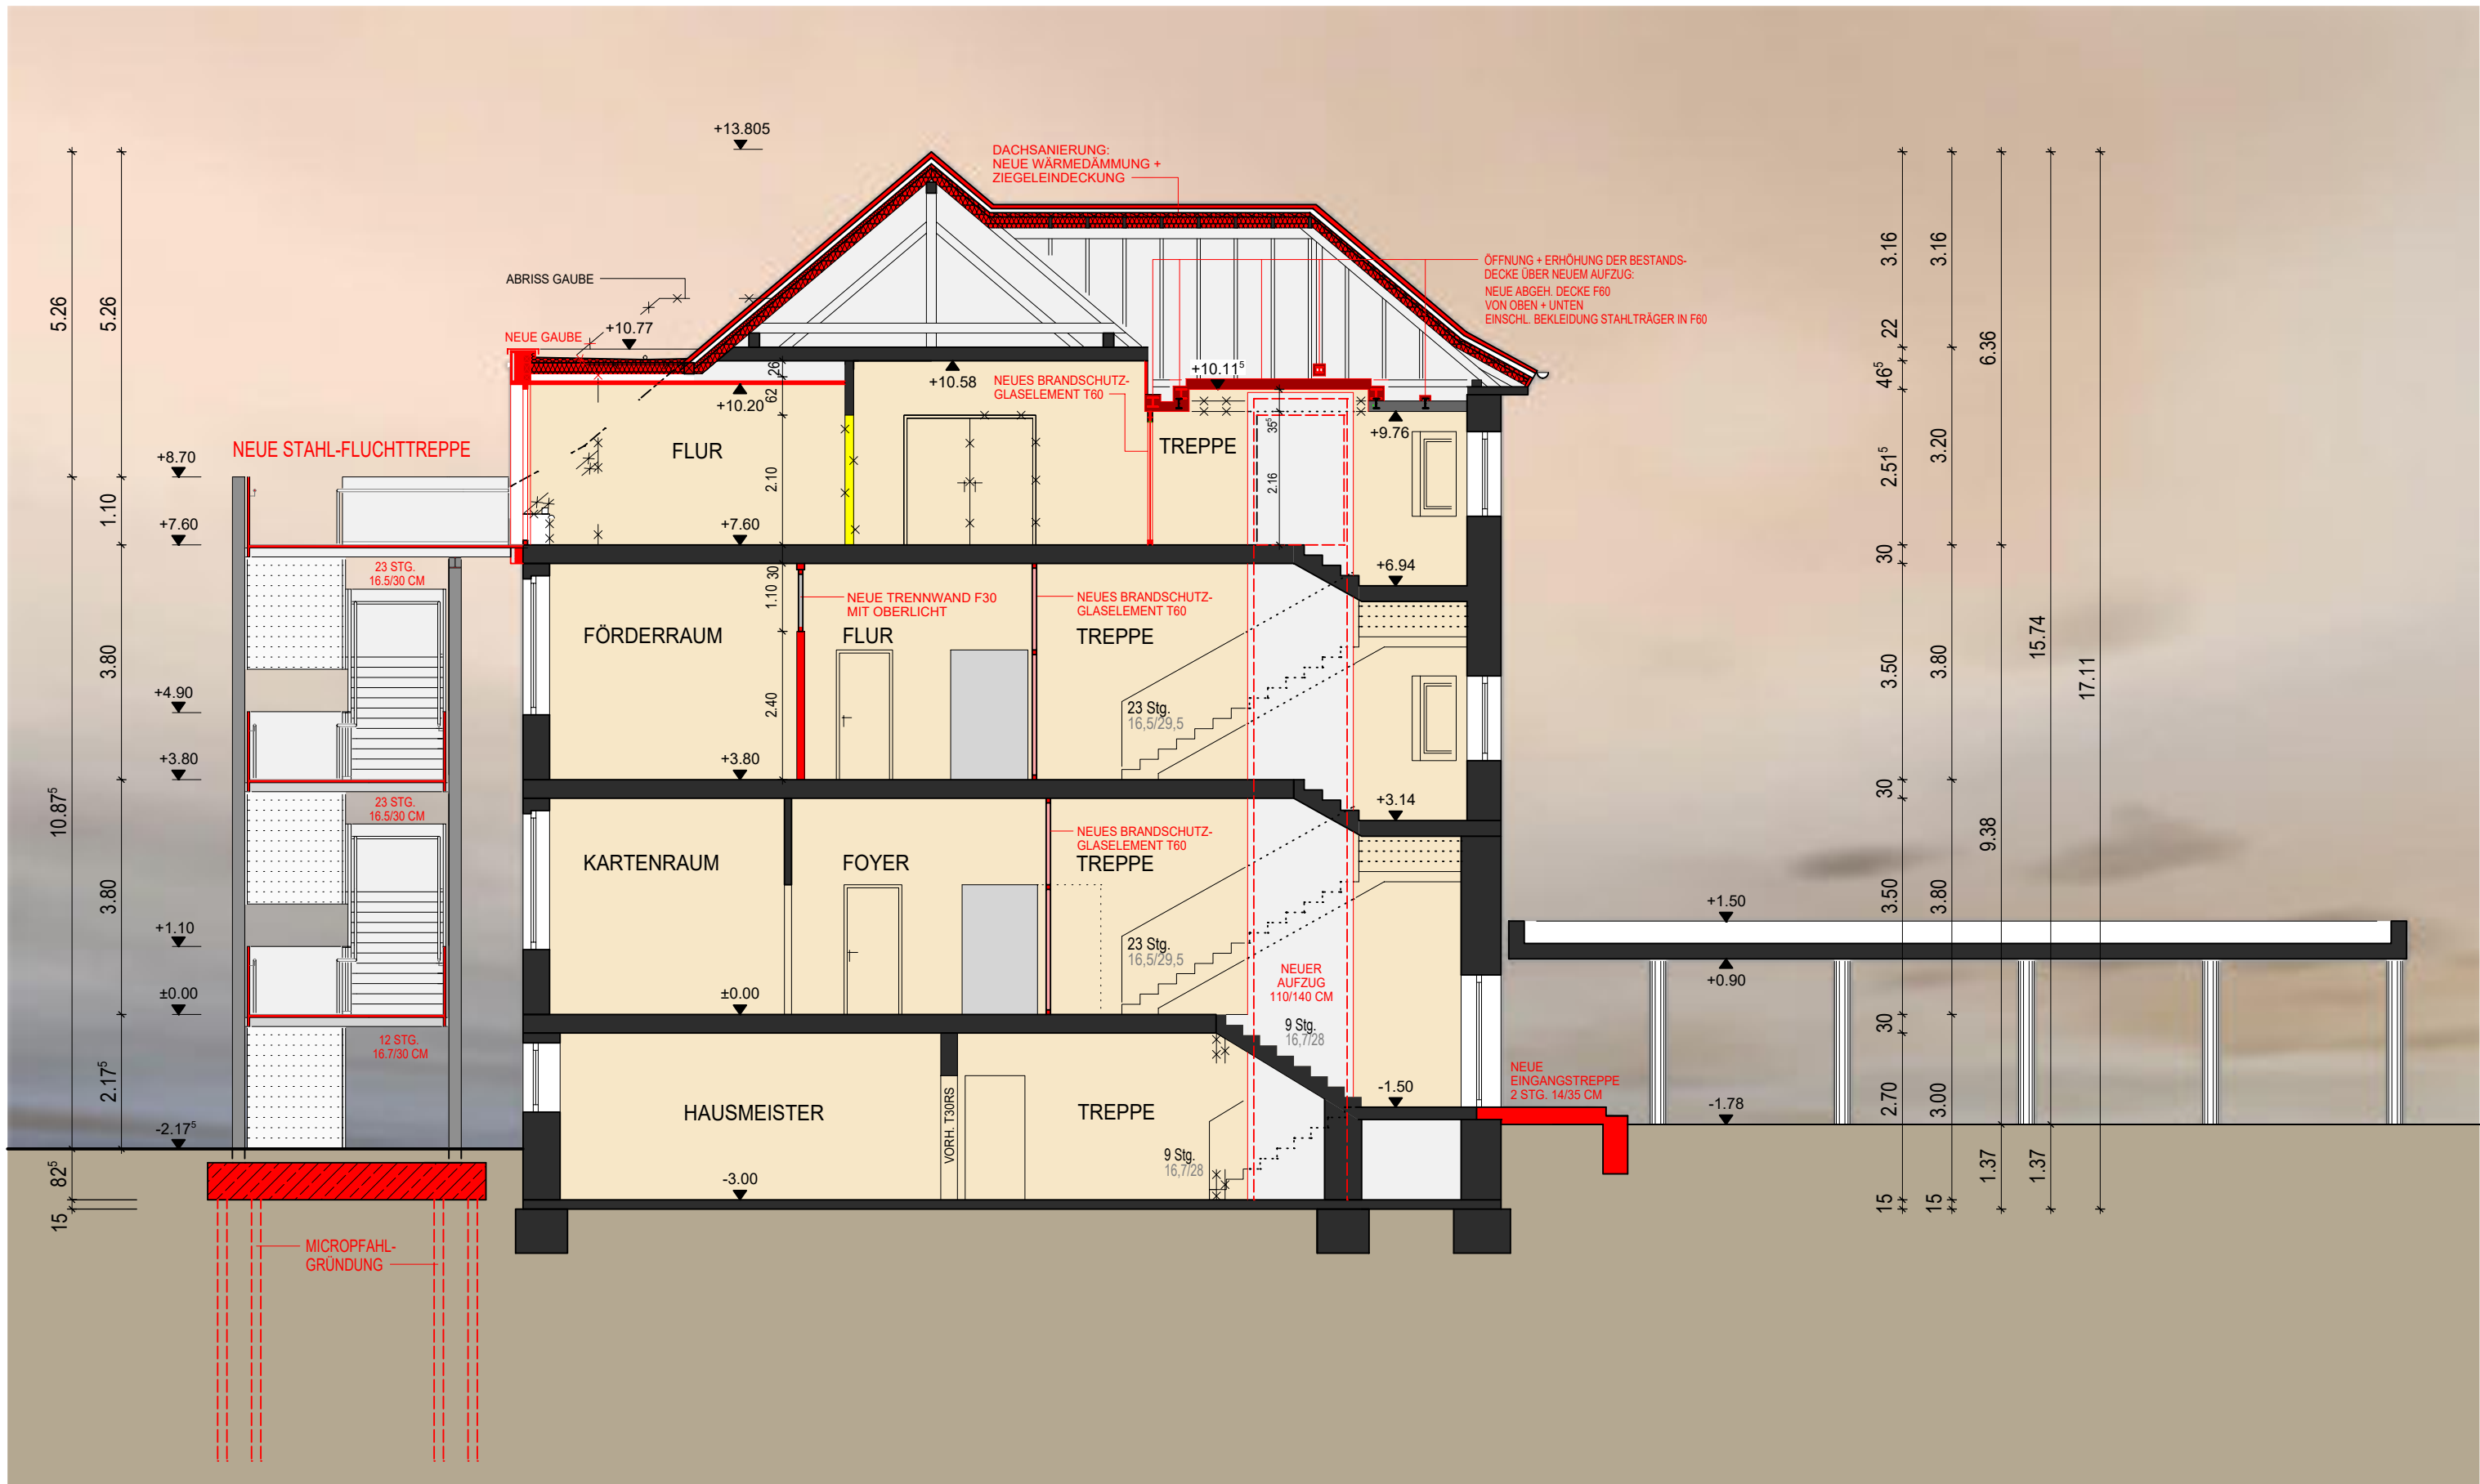 +13.805
DACHSANIERUNG:
NEUE WÄRMEDÄMMUNG +
ZIEGELEINDECKUNG
ABRISS GAUBE
NEUE GAUBE
+10.77
ÖFFNUNG + ERHÖHUNG DER BESTANDS-
DECKE ÜBER NEUEM AUFZUG:
NEUE ABGEH. DECKE F60
VON OBEN + UNTEN
EINSCHL. BEKLEIDUNG STAHLTRÄGER IN F60
5.26
5.26
26
62
2.10
+10.20
+10.58
NEUES BRANDSCHUTZ-
GLASELEMENT T60
+10.11⁵
+9.76
35⁵
2.16
NEUE STAHL-FLUCHTTREPPE
FLUR
TREPPE
+8.70
+7.60
+7.60
1.10
23 STG.
16.5/30 CM
+6.94
30
1.10
2.40
NEUE TRENNWAND F30
MIT OBERLICHT
NEUES BRANDSCHUTZ-
GLASELEMENT T60
FÖRDERRAUM
FLUR
TREPPE
3.80
+4.90
23 Stg.
16,5/29,5
+3.80
+3.80
23 STG.
16.5/30 CM
10.87⁵
+3.14
NEUES BRANDSCHUTZ-
GLASELEMENT T60
KARTENRAUM
FOYER
TREPPE
3.80
+1.10
23 Stg.
16,5/29,5
±0.00
±0.00
NEUER
AUFZUG
110/140 CM
+1.50
+0.90
12 STG.
16.7/30 CM
9 Stg.
16,7/28
2.17⁵
HAUSMEISTER
VORH. T30RS
TREPPE
-1.50
NEUE
EINGANGSTREPPE
2 STG. 14/35 CM
-1.78
-2.17⁵
9 Stg.
16,7/28
-3.00
82⁵
15
MICROPFAHL-
GRÜNDUNG
3.16
22
46⁵
2.51⁵
30
3.50
30
3.50
30
2.70
15
3.16
3.20
3.80
3.80
3.00
15
6.36
9.38
1.37
15.74
1.37
17.11